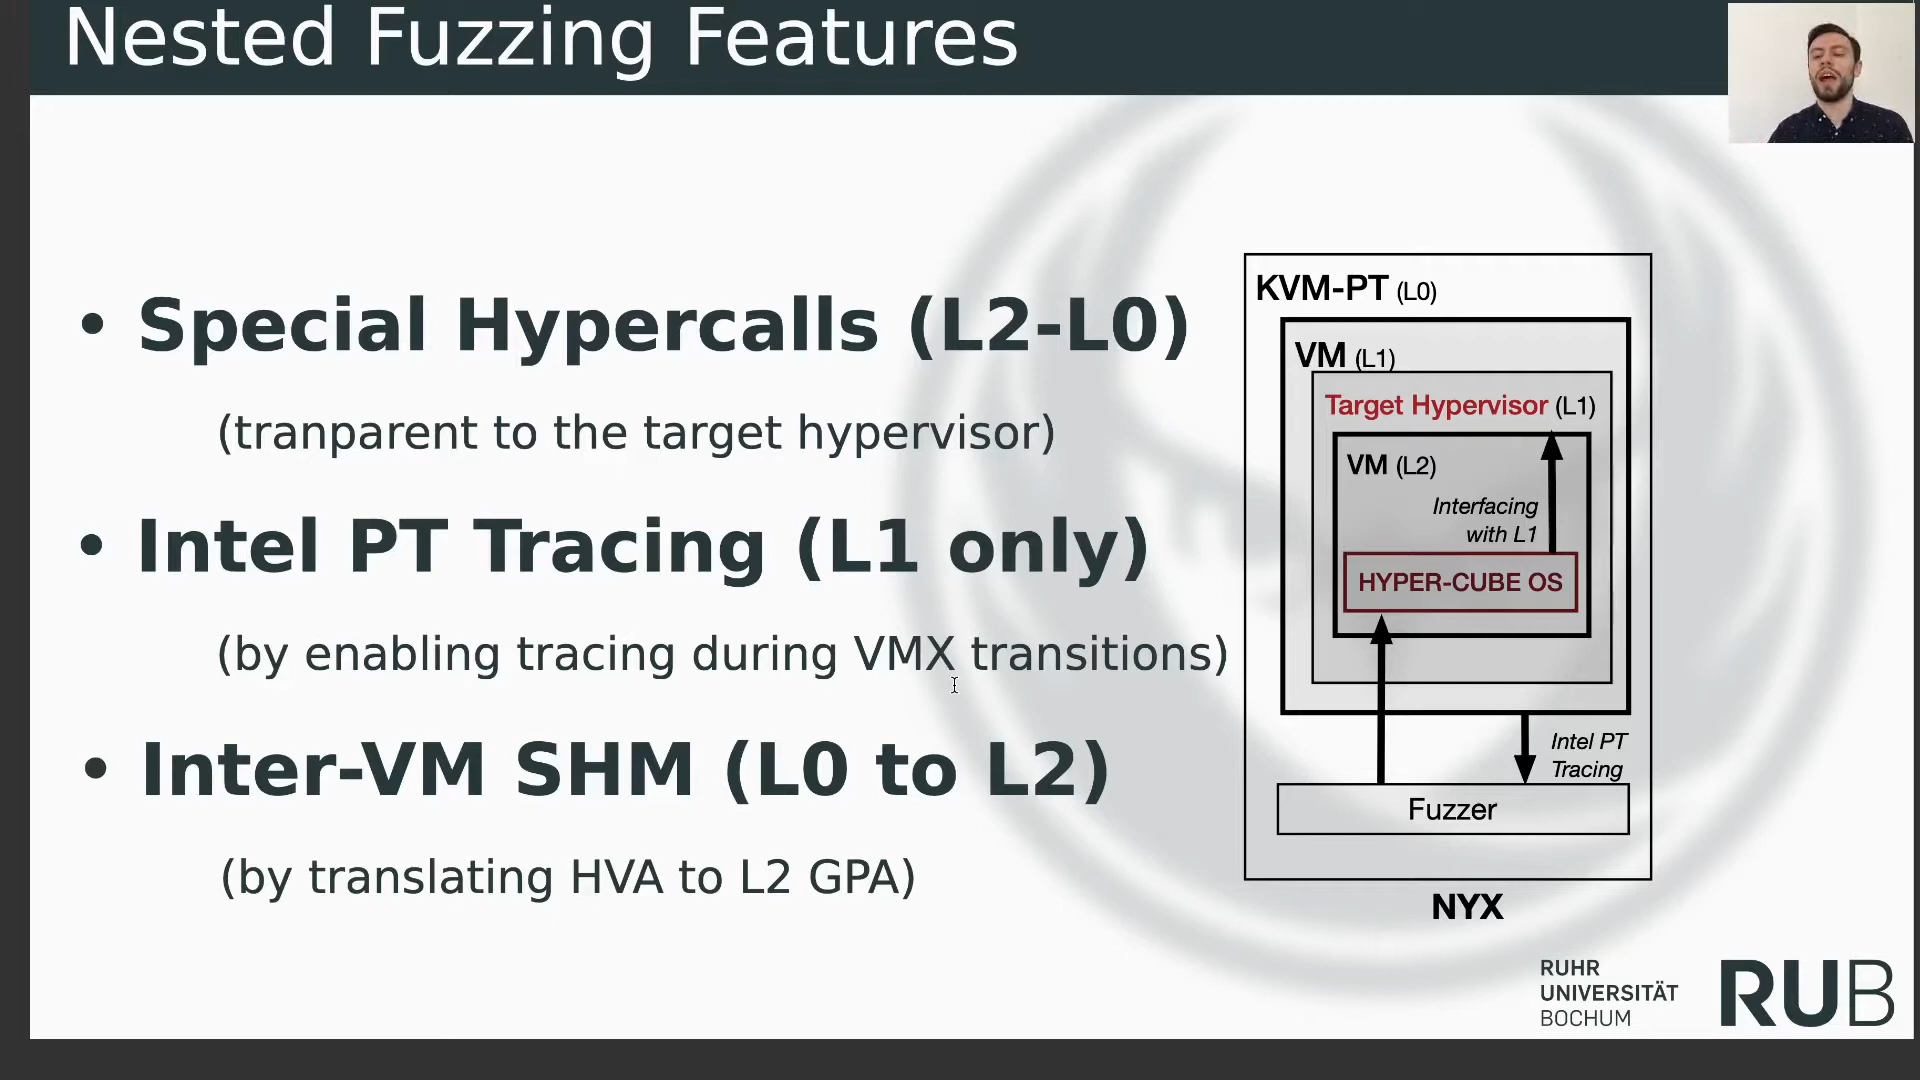 Nested Fuzzing Features
• Special Hypercalls (L2-L0)
(tranparent to the target hypervisor)
• Intel PT Tracing (L1 only)
(by enabling tracing during VMX transitions)
• Inter-VM SHM (L0 to L2)
(by translating HVA to L2 GPA)
KVM-PT (L0)
VM (L1)
Target Hypervisor (L1)
VM (L2)
Interfacing
with L1
HYPER-CUBE OS
Intel PT
Tracing
Fuzzer
NYX
RUHR
UNIVERSITÄT
BOCHUM
RUB